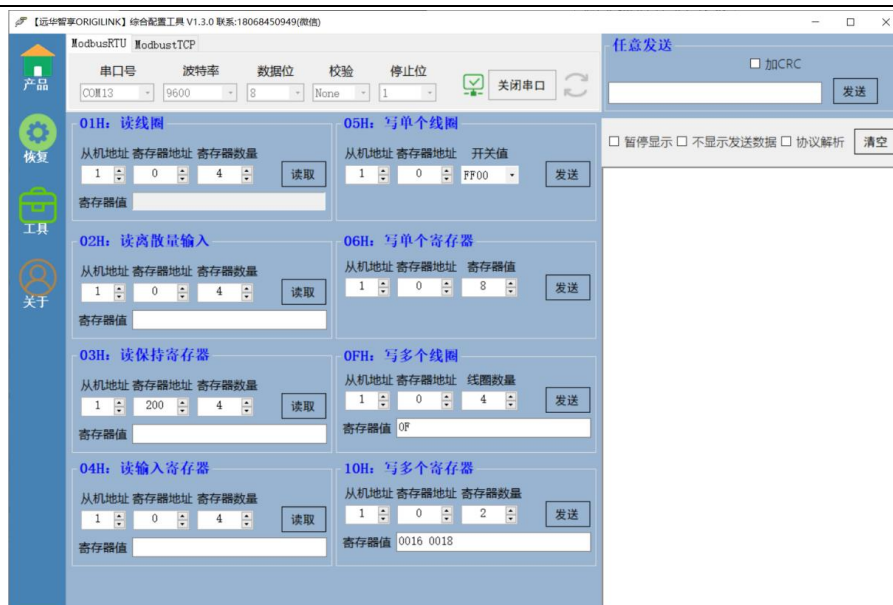 【远华智享ORIGILINK】综合配置工具 V1.3.0 联系:18068450949(微信)
产品
恢复
工具
关于
ModbusRTU ModbustTCP
串口号 波特率 数据位 校验 停止位
COM13 9600 8 None 1 关闭串口
01H: 读线圈
从机地址 寄存器地址 寄存器数量
1 0 4 读取
寄存器值
02H: 读离散量输入
从机地址 寄存器地址 寄存器数量
1 0 4 读取
寄存器值
03H: 读保持寄存器
从机地址 寄存器地址 寄存器数量
1 200 4 读取
寄存器值
04H: 读输入寄存器
从机地址 寄存器地址 寄存器数量
1 0 4 读取
寄存器值
05H: 写单个线圈
从机地址 寄存器地址 开关值
1 0 FF00 发送
06H: 写单个寄存器
从机地址 寄存器地址 寄存器值
1 0 8 发送
0FH: 写多个线圈
从机地址 寄存器地址 线圈数量
1 0 4 发送
寄存器值 0F
10H: 写多个寄存器
从机地址 寄存器地址 寄存器数量
1 0 2 发送
寄存器值 0016 0018
任意发送
加CRC
发送
暂停显示 不显示发送数据 协议解析 清空